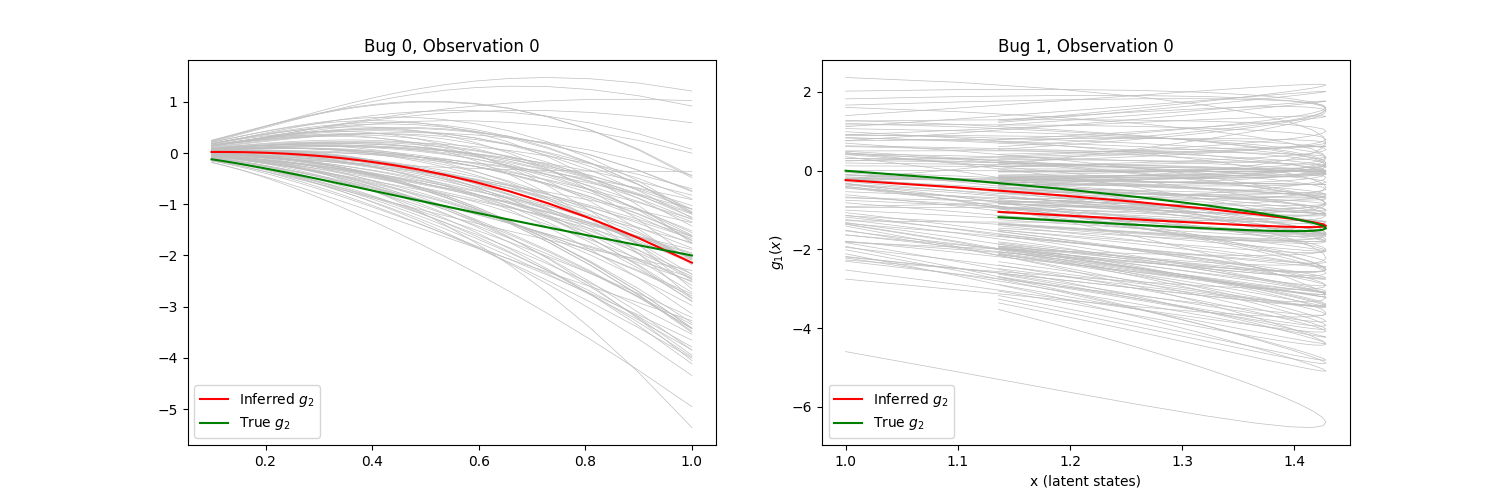 Bug 0, Observation 0
1
0
−1
−2
−3
−4
−5
0.2 0.4 0.6 0.8 1.0
Inferred g₂
True g₂
Bug 1, Observation 0
2
0
−2
−4
−6
g₁(x)
1.0 1.1 1.2 1.3 1.4
x (latent states)
Inferred g₂
True g₂